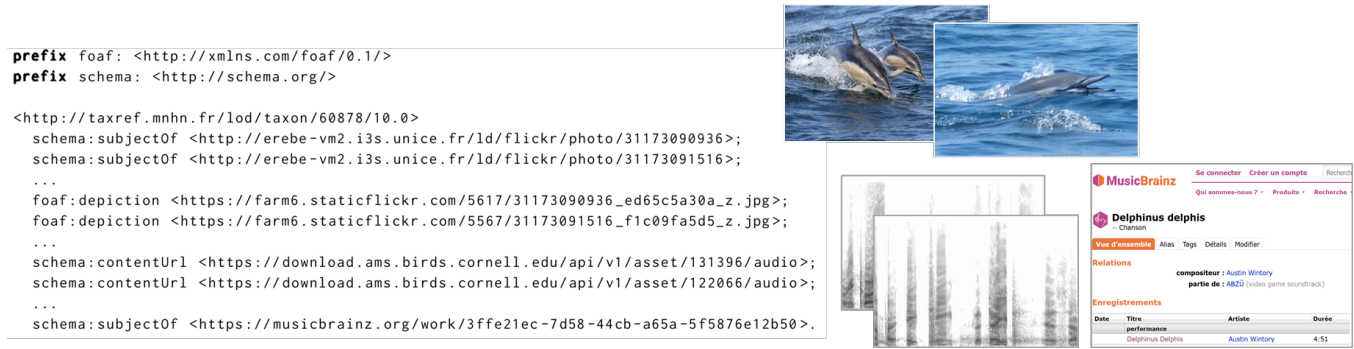 prefix foaf: <http://xmlns.com/foaf/0.1/>
prefix schema: <http://schema.org/>
<http://taxref.mnhn.fr/lod/taxon/60878/10.0>
schema:subjectOf <http://erebe-vm2.i3s.unice.fr/ld/flickr/photo/31173090936>;
schema:subjectOf <http://erebe-vm2.i3s.unice.fr/ld/flickr/photo/31173091516>;
...
foaf:depiction <https://farm6.staticflickr.com/5617/31173090936_ed65c5a30a_z.jpg>;
foaf:depiction <https://farm6.staticflickr.com/5567/31173091516_f1c09fa5d5_z.jpg>;
...
schema:contentUrl <https://download.ams.birds.cornell.edu/api/v1/asset/131396/audio>;
schema:contentUrl <https://download.ams.birds.cornell.edu/api/v1/asset/122066/audio>;
...
schema:subjectOf <https://musicbrainz.org/work/3ffe21ec-7d58-44cb-a65a-5f5876e12b50>.
MusicBrainz
Se connecter Créer un compte Recherch
Qui sommes-nous ? Produits Recherche
Delphinus delphis
~ Chanson
Vue d'ensemble Alias Tags Détails Modifier
Relations
compositeur : Austin Wintory
partie de : ABZÛ (video game soundtrack)
Enregistrements
Date Titre Artiste Durée
performance
Delphinus Delphis Austin Wintory 4:51